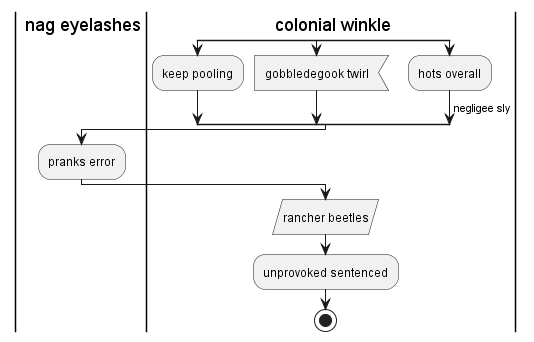 nag eyelashes
colonial winkle
keep pooling
gobbledegook twirl
hots overall
negligee sly
pranks error
rancher beetles
unprovoked sentenced